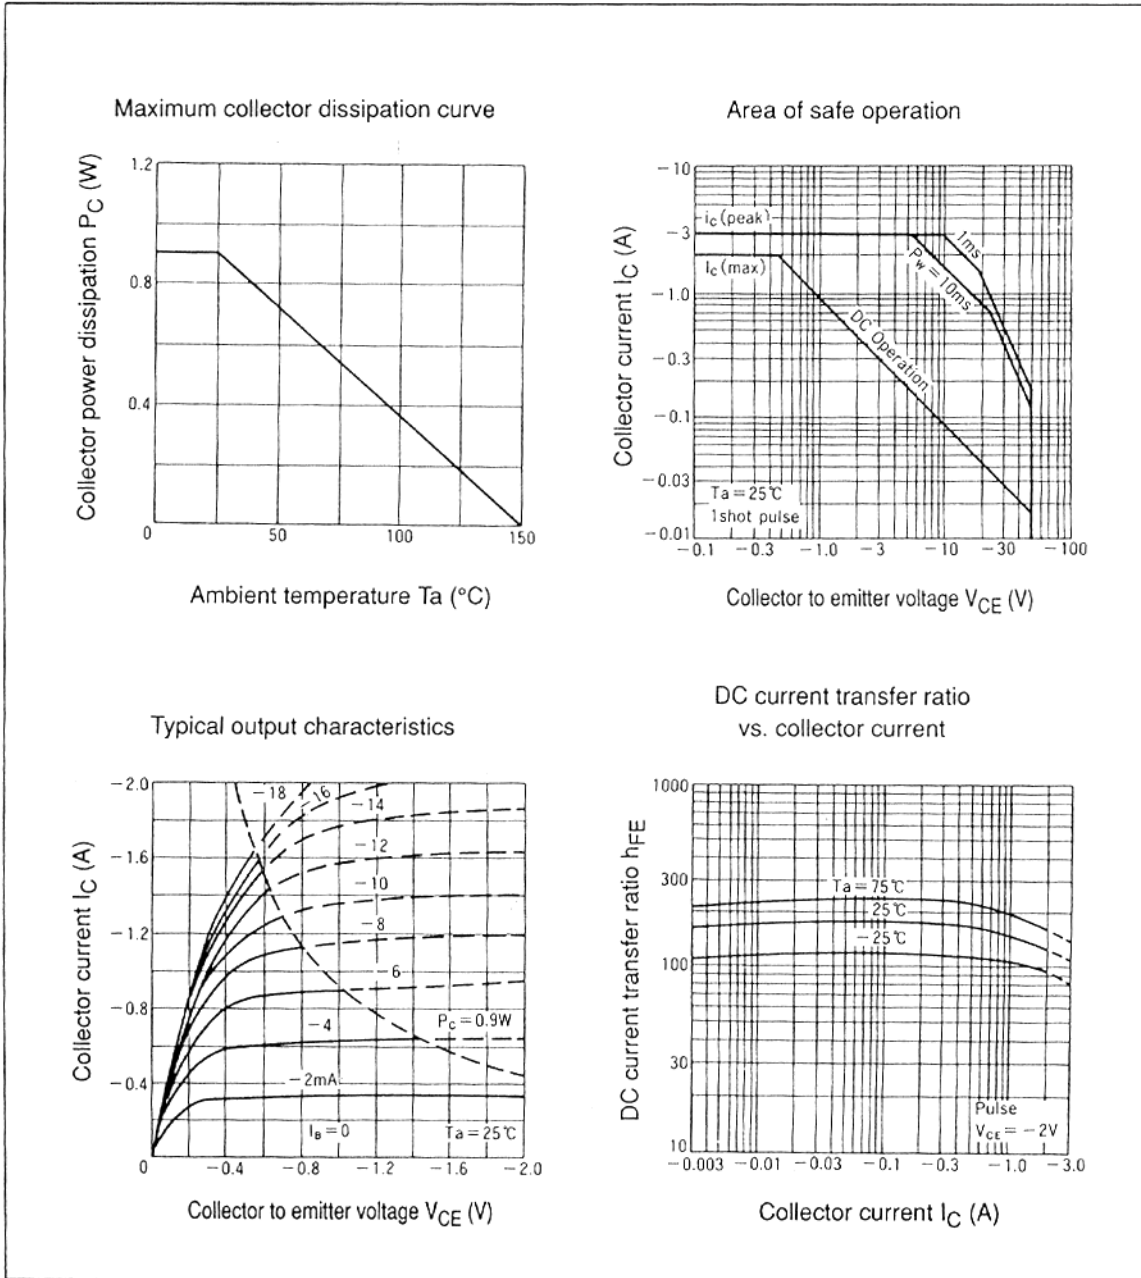 Maximum collector dissipation curve
Collector power dissipation P_C (W)
1.2
0.8
0.4
0
50
100
150
Ambient temperature Ta (°C)
Area of safe operation
Collector current I_C (A)
−10
−3
−1.0
−0.3
−0.1
−0.03
−0.01
i_C (peak)
I_C (max)
1ms
P_W = 10ms
DC Operation
Ta = 25℃
1shot pulse
−0.1
−0.3
−1.0
−3
−10
−30
−100
Collector to emitter voltage V_CE (V)
Typical output characteristics
Collector current I_C (A)
−2.0
−1.6
−1.2
−0.8
−0.4
0
−18
−16
−14
−12
−10
−8
−6
−4
P_C = 0.9W
−2mA
I_B = 0
Ta = 25℃
−0.4
−0.8
−1.2
−1.6
−2.0
Collector to emitter voltage V_CE (V)
DC current transfer ratio
vs. collector current
DC current transfer ratio h_FE
1000
300
100
30
10
Ta = 75℃
25℃
−25℃
Pulse
V_CE = −2V
−0.003
−0.01
−0.03
−0.1
−0.3
−1.0
−3.0
Collector current I_C (A)